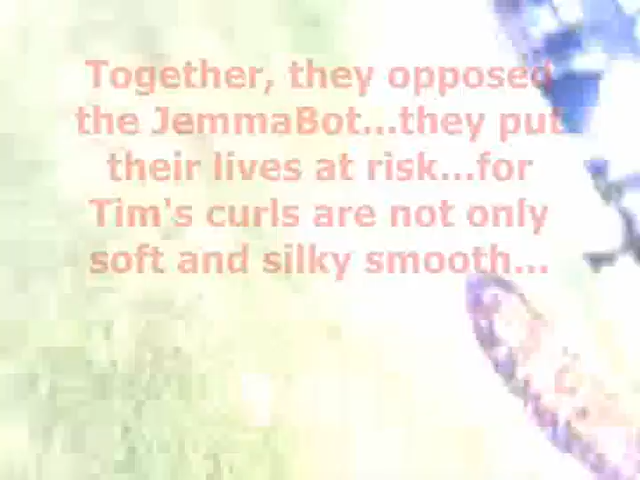 Together, they opposed
the JemmaBot...they put
their lives at risk...for
Tim's curls are not only
soft and silky smooth...